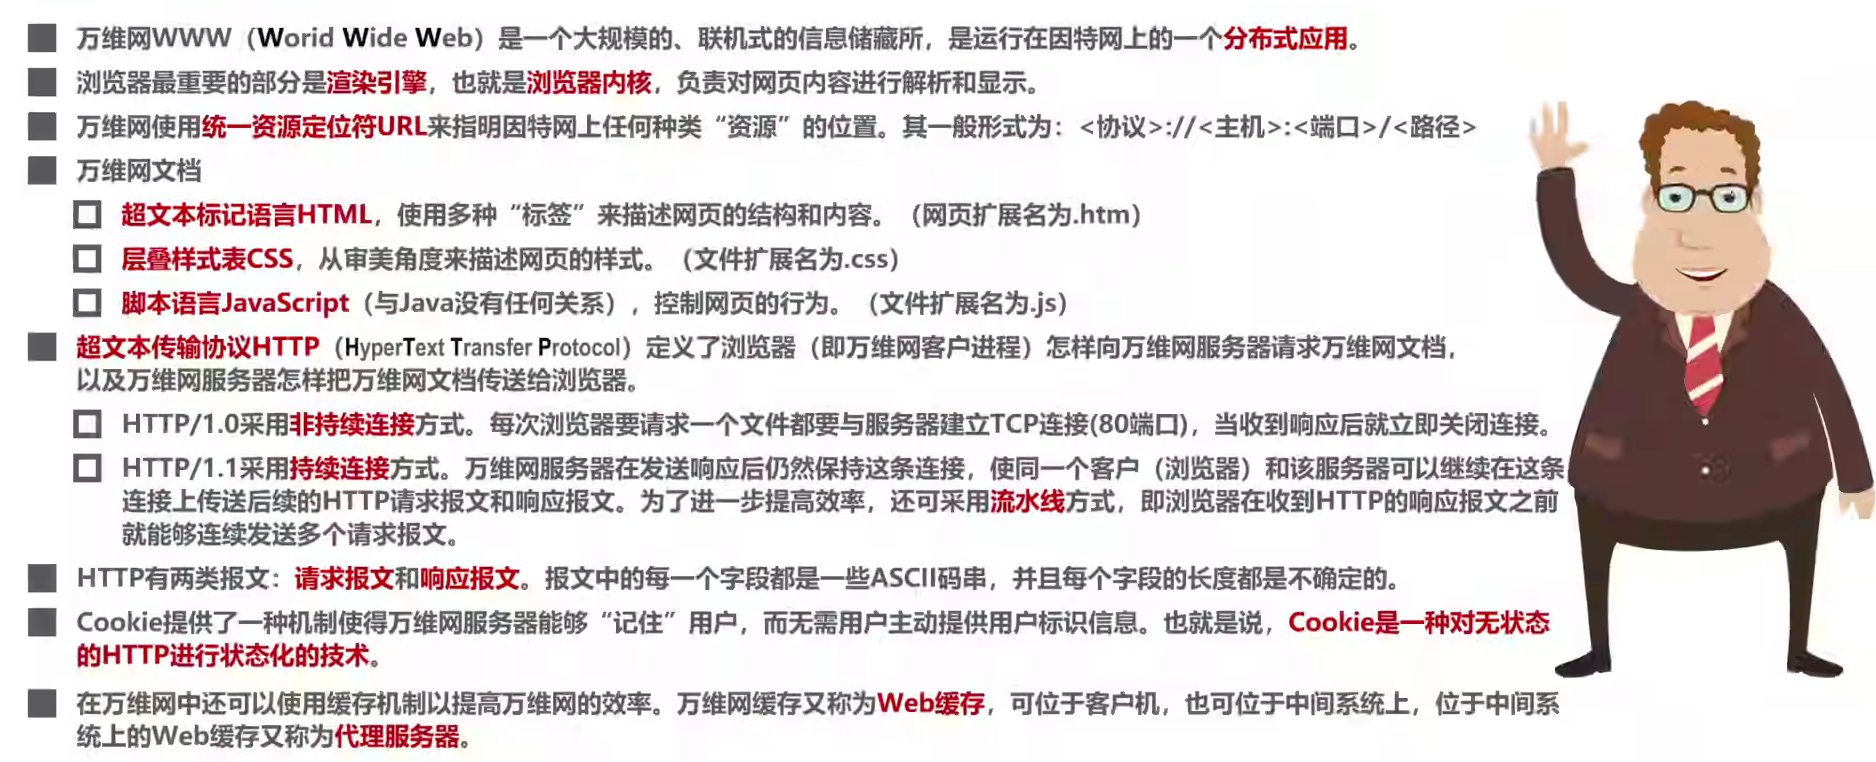 万维网WWW（Worid Wide Web）是一个大规模的、联机式的信息储藏所，是运行在因特网上的一个分布式应用。
浏览器最重要的部分是渲染引擎，也就是浏览器内核，负责对网页内容进行解析和显示。
万维网使用统一资源定位符URL来指明因特网上任何种类“资源”的位置。其一般形式为：<协议>://<主机>:<端口>/<路径>
万维网文档
超文本标记语言HTML，使用多种“标签”来描述网页的结构和内容。（网页扩展名为.htm）
层叠样式表CSS，从审美角度来描述网页的样式。（文件扩展名为.css）
脚本语言JavaScript（与Java没有任何关系），控制网页的行为。（文件扩展名为.js）
超文本传输协议HTTP（HyperText Transfer Protocol）定义了浏览器（即万维网客户进程）怎样向万维网服务器请求万维网文档，
以及万维网服务器怎样把万维网文档传送给浏览器。
HTTP/1.0采用非持续连接方式。每次浏览器要请求一个文件都要与服务器建立TCP连接(80端口)，当收到响应后就立即关闭连接。
HTTP/1.1采用持续连接方式。万维网服务器在发送响应后仍然保持这条连接，使同一个客户（浏览器）和该服务器可以继续在这条
连接上传送后续的HTTP请求报文和响应报文。为了进一步提高效率，还可采用流水线方式，即浏览器在收到HTTP的响应报文之前
就能够连续发送多个请求报文。
HTTP有两类报文：请求报文和响应报文。报文中的每一个字段都是一些ASCII码串，并且每个字段的长度都是不确定的。
Cookie提供了一种机制使得万维网服务器能够“记住”用户，而无需用户主动提供用户标识信息。也就是说，Cookie是一种对无状态
的HTTP进行状态化的技术。
在万维网中还可以使用缓存机制以提高万维网的效率。万维网缓存又称为Web缓存，可位于客户机，也可位于中间系统上，位于中间系
统上的Web缓存又称为代理服务器。